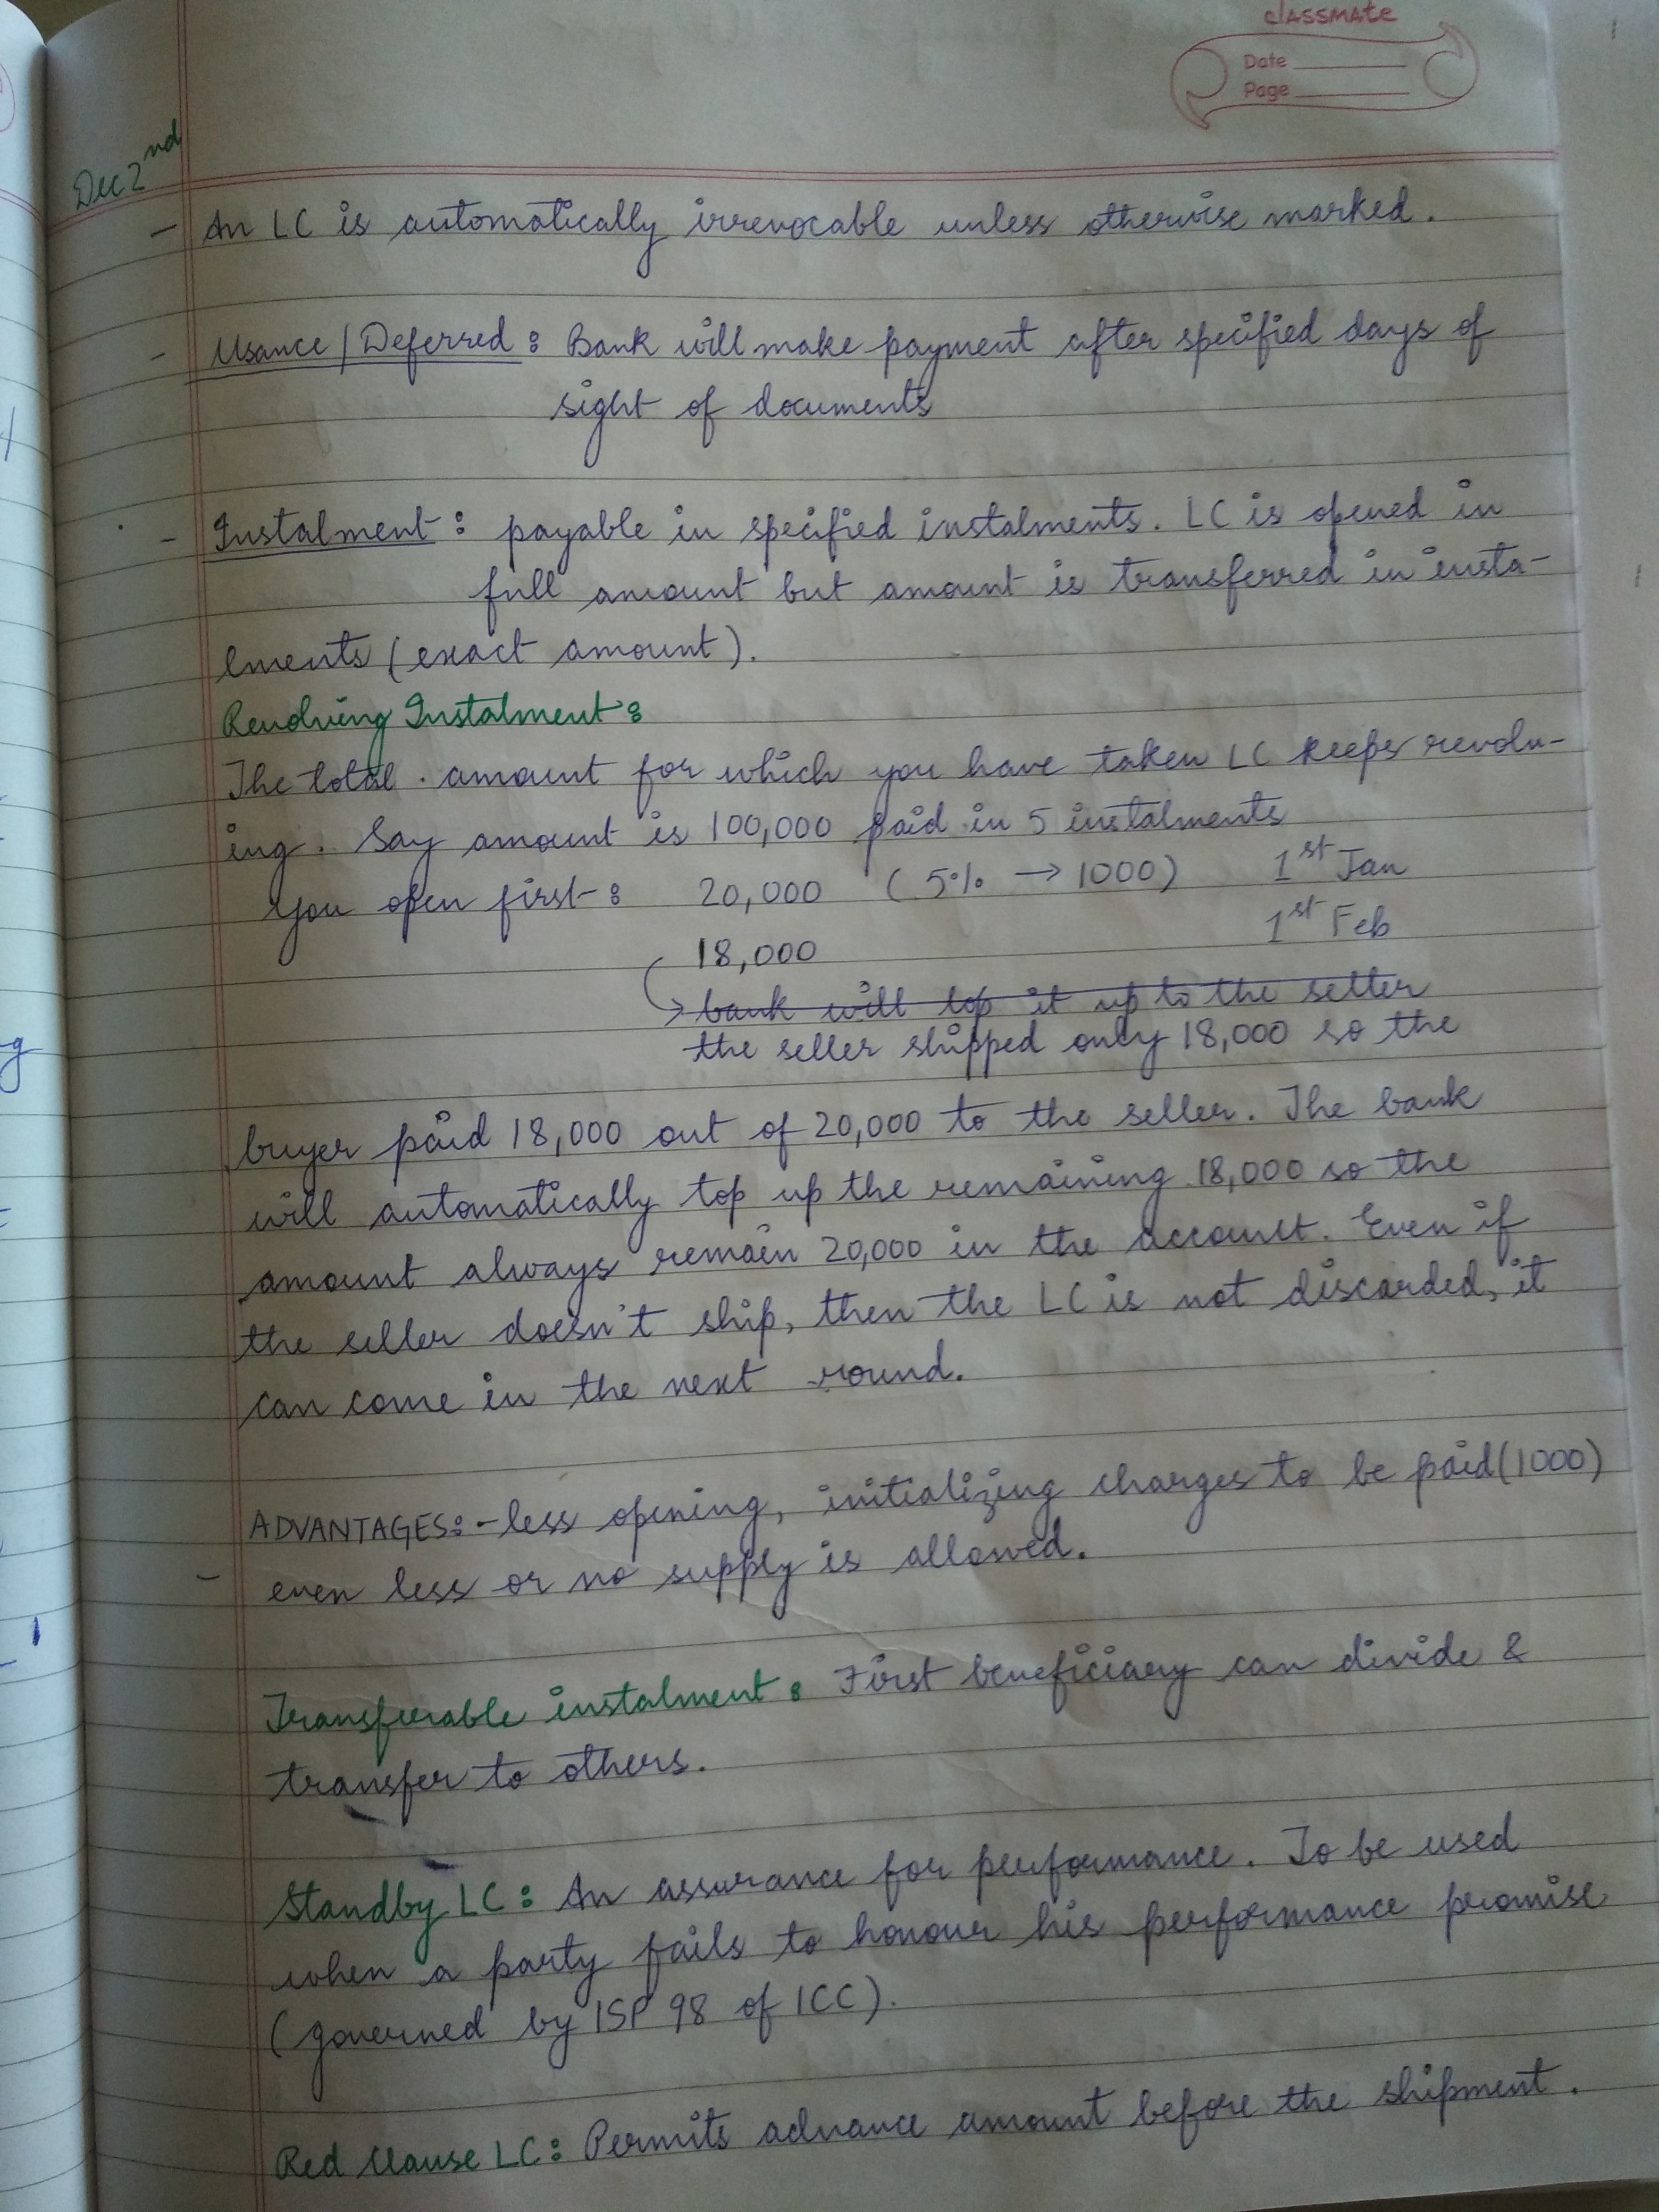 classmate
Date
Page
Dec 2nd
- An LC is automatically irrevocable unless otherwise marked.
- Usance / Deferred : Bank will make payment after specified days of
sight of documents
- Instalment : payable in specified instalments. LC is opened in
full amount but amount is transferred in insta-
lments (exact amount).
Revolving Instalment :
The total . amount for which you have taken LC keeps revolv-
ing. Say amount is 100,000 paid in 5 instalments
You open first : 20,000 (5% → 1000) 1st Jan
18,000 1st Feb
→ bank will top it up to the setter
the seller shipped only 18,000 so the
buyer paid 18,000 out of 20,000 to the seller. The bank
will automatically top up the remaining 18,000 so the
amount always remain 20,000 in the account. Even if
the seller doesn't ship, then the LC is not discarded, it
can come in the next round.
ADVANTAGES: - less opening, initializing charges to be paid (1000)
- even less or no supply is allowed.
Transferable instalment : First beneficiary can divide &
transfer to others.
Standby LC : An assurance for performance. To be used
when a party fails to honour his performance promise
(governed by ISP 98 of ICC).
Red Clause LC : Permits advance amount before the shipment.